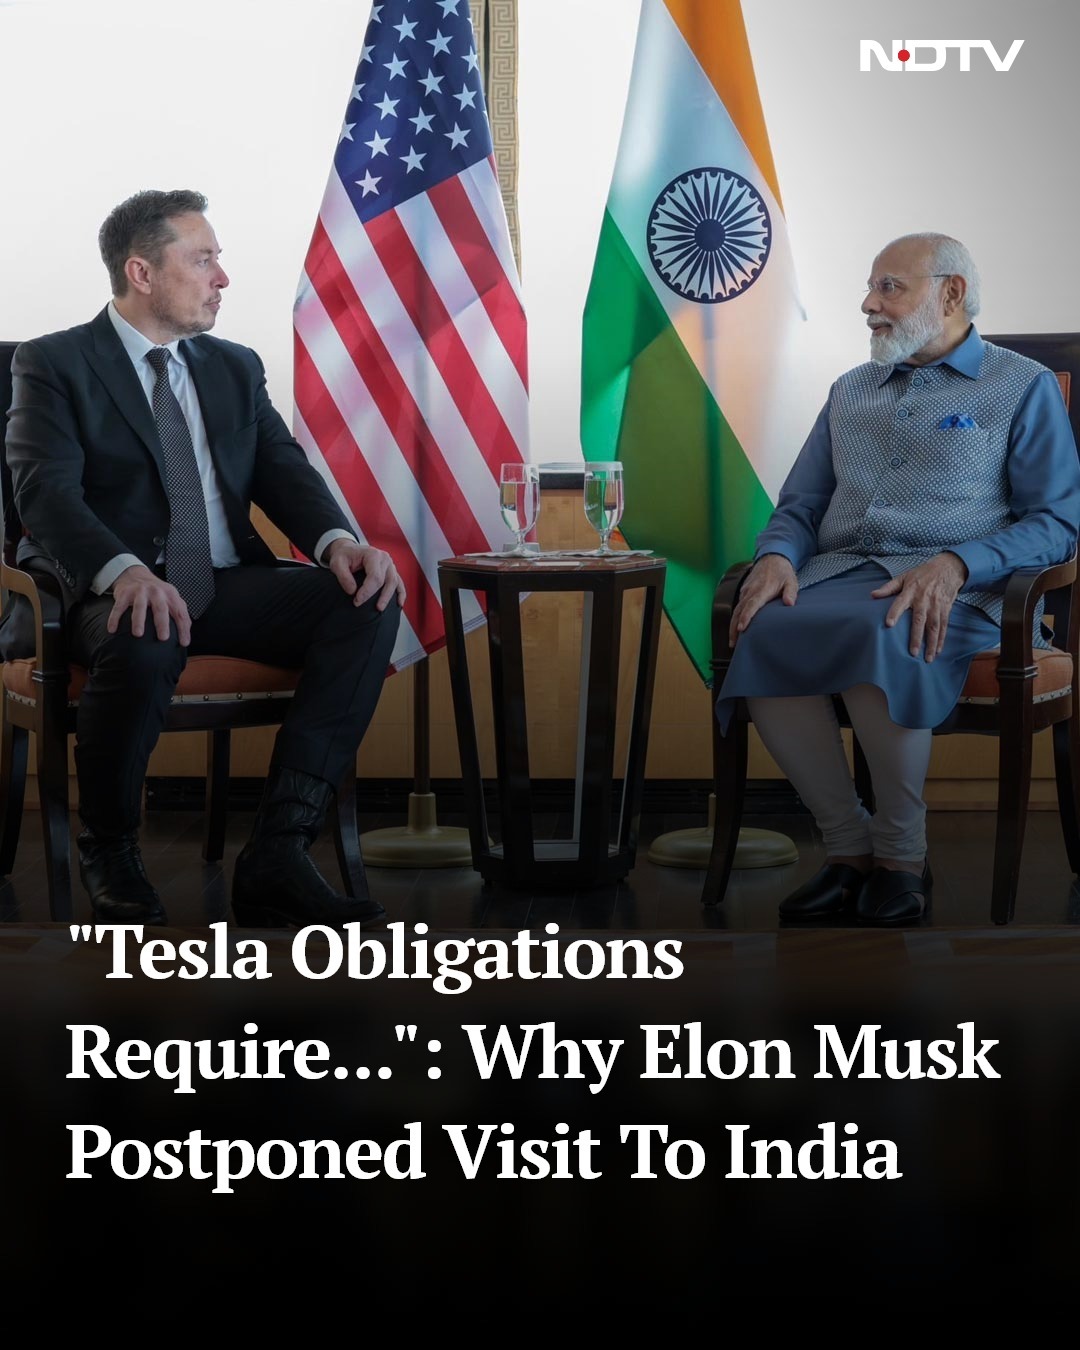 NDTV
"Tesla Obligations
Require...": Why Elon Musk
Postponed Visit To India